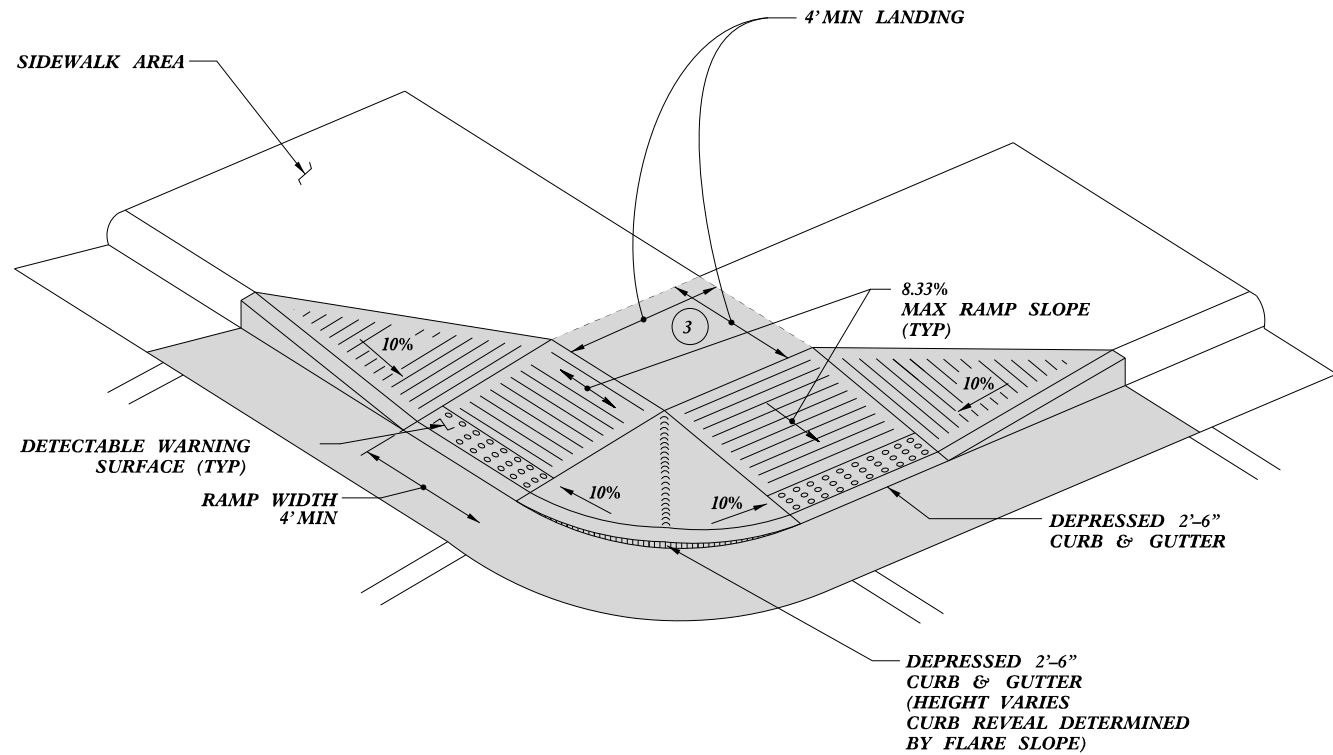 4' MIN LANDING
SIDEWALK AREA
8.33%
MAX RAMP SLOPE
(TYP)
3
10%
10%
DETECTABLE WARNING
SURFACE (TYP)
RAMP WIDTH
4' MIN
10%
10%
DEPRESSED 2'–6"
CURB & GUTTER
DEPRESSED 2'–6"
CURB & GUTTER
(HEIGHT VARIES
CURB REVEAL DETERMINED
BY FLARE SLOPE)